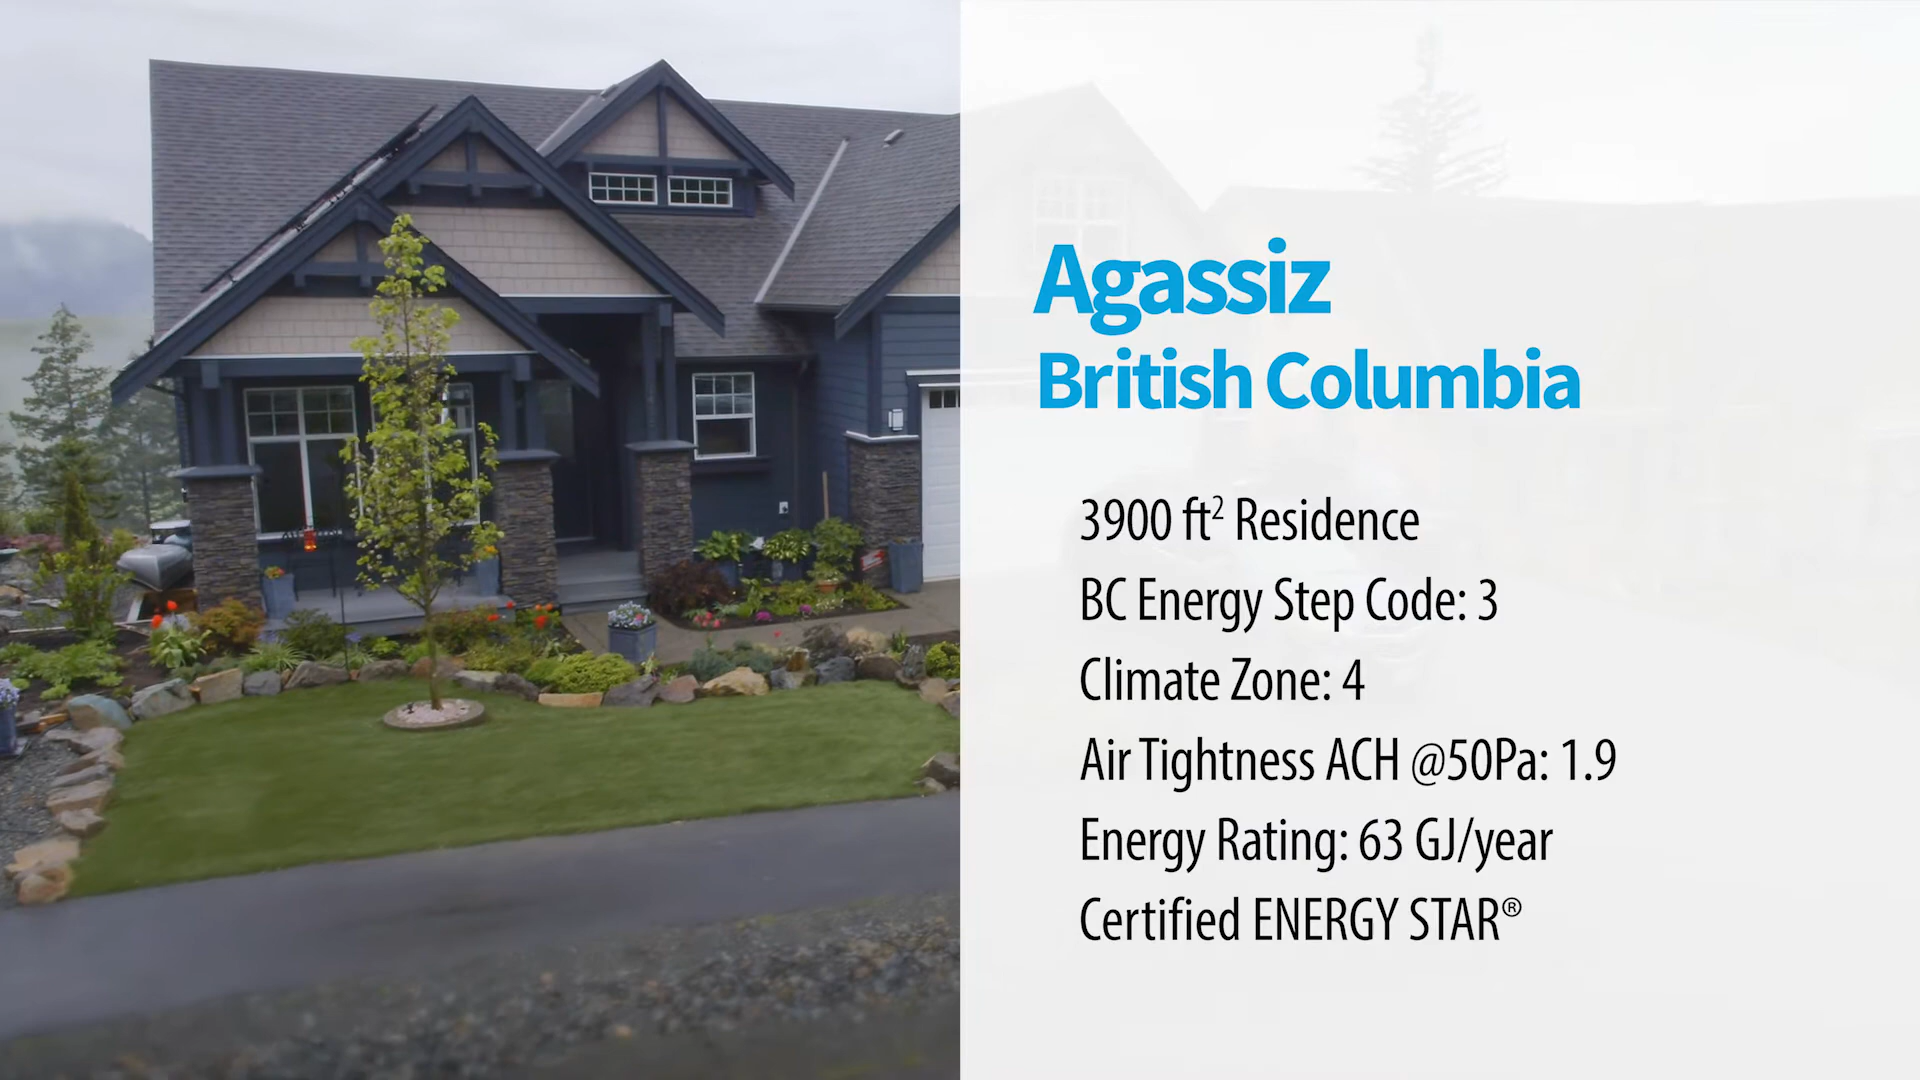 Agassiz
British Columbia
3900 ft² Residence
BC Energy Step Code: 3
Climate Zone: 4
Air Tightness ACH @50Pa: 1.9
Energy Rating: 63 GJ/year
Certified ENERGY STAR®